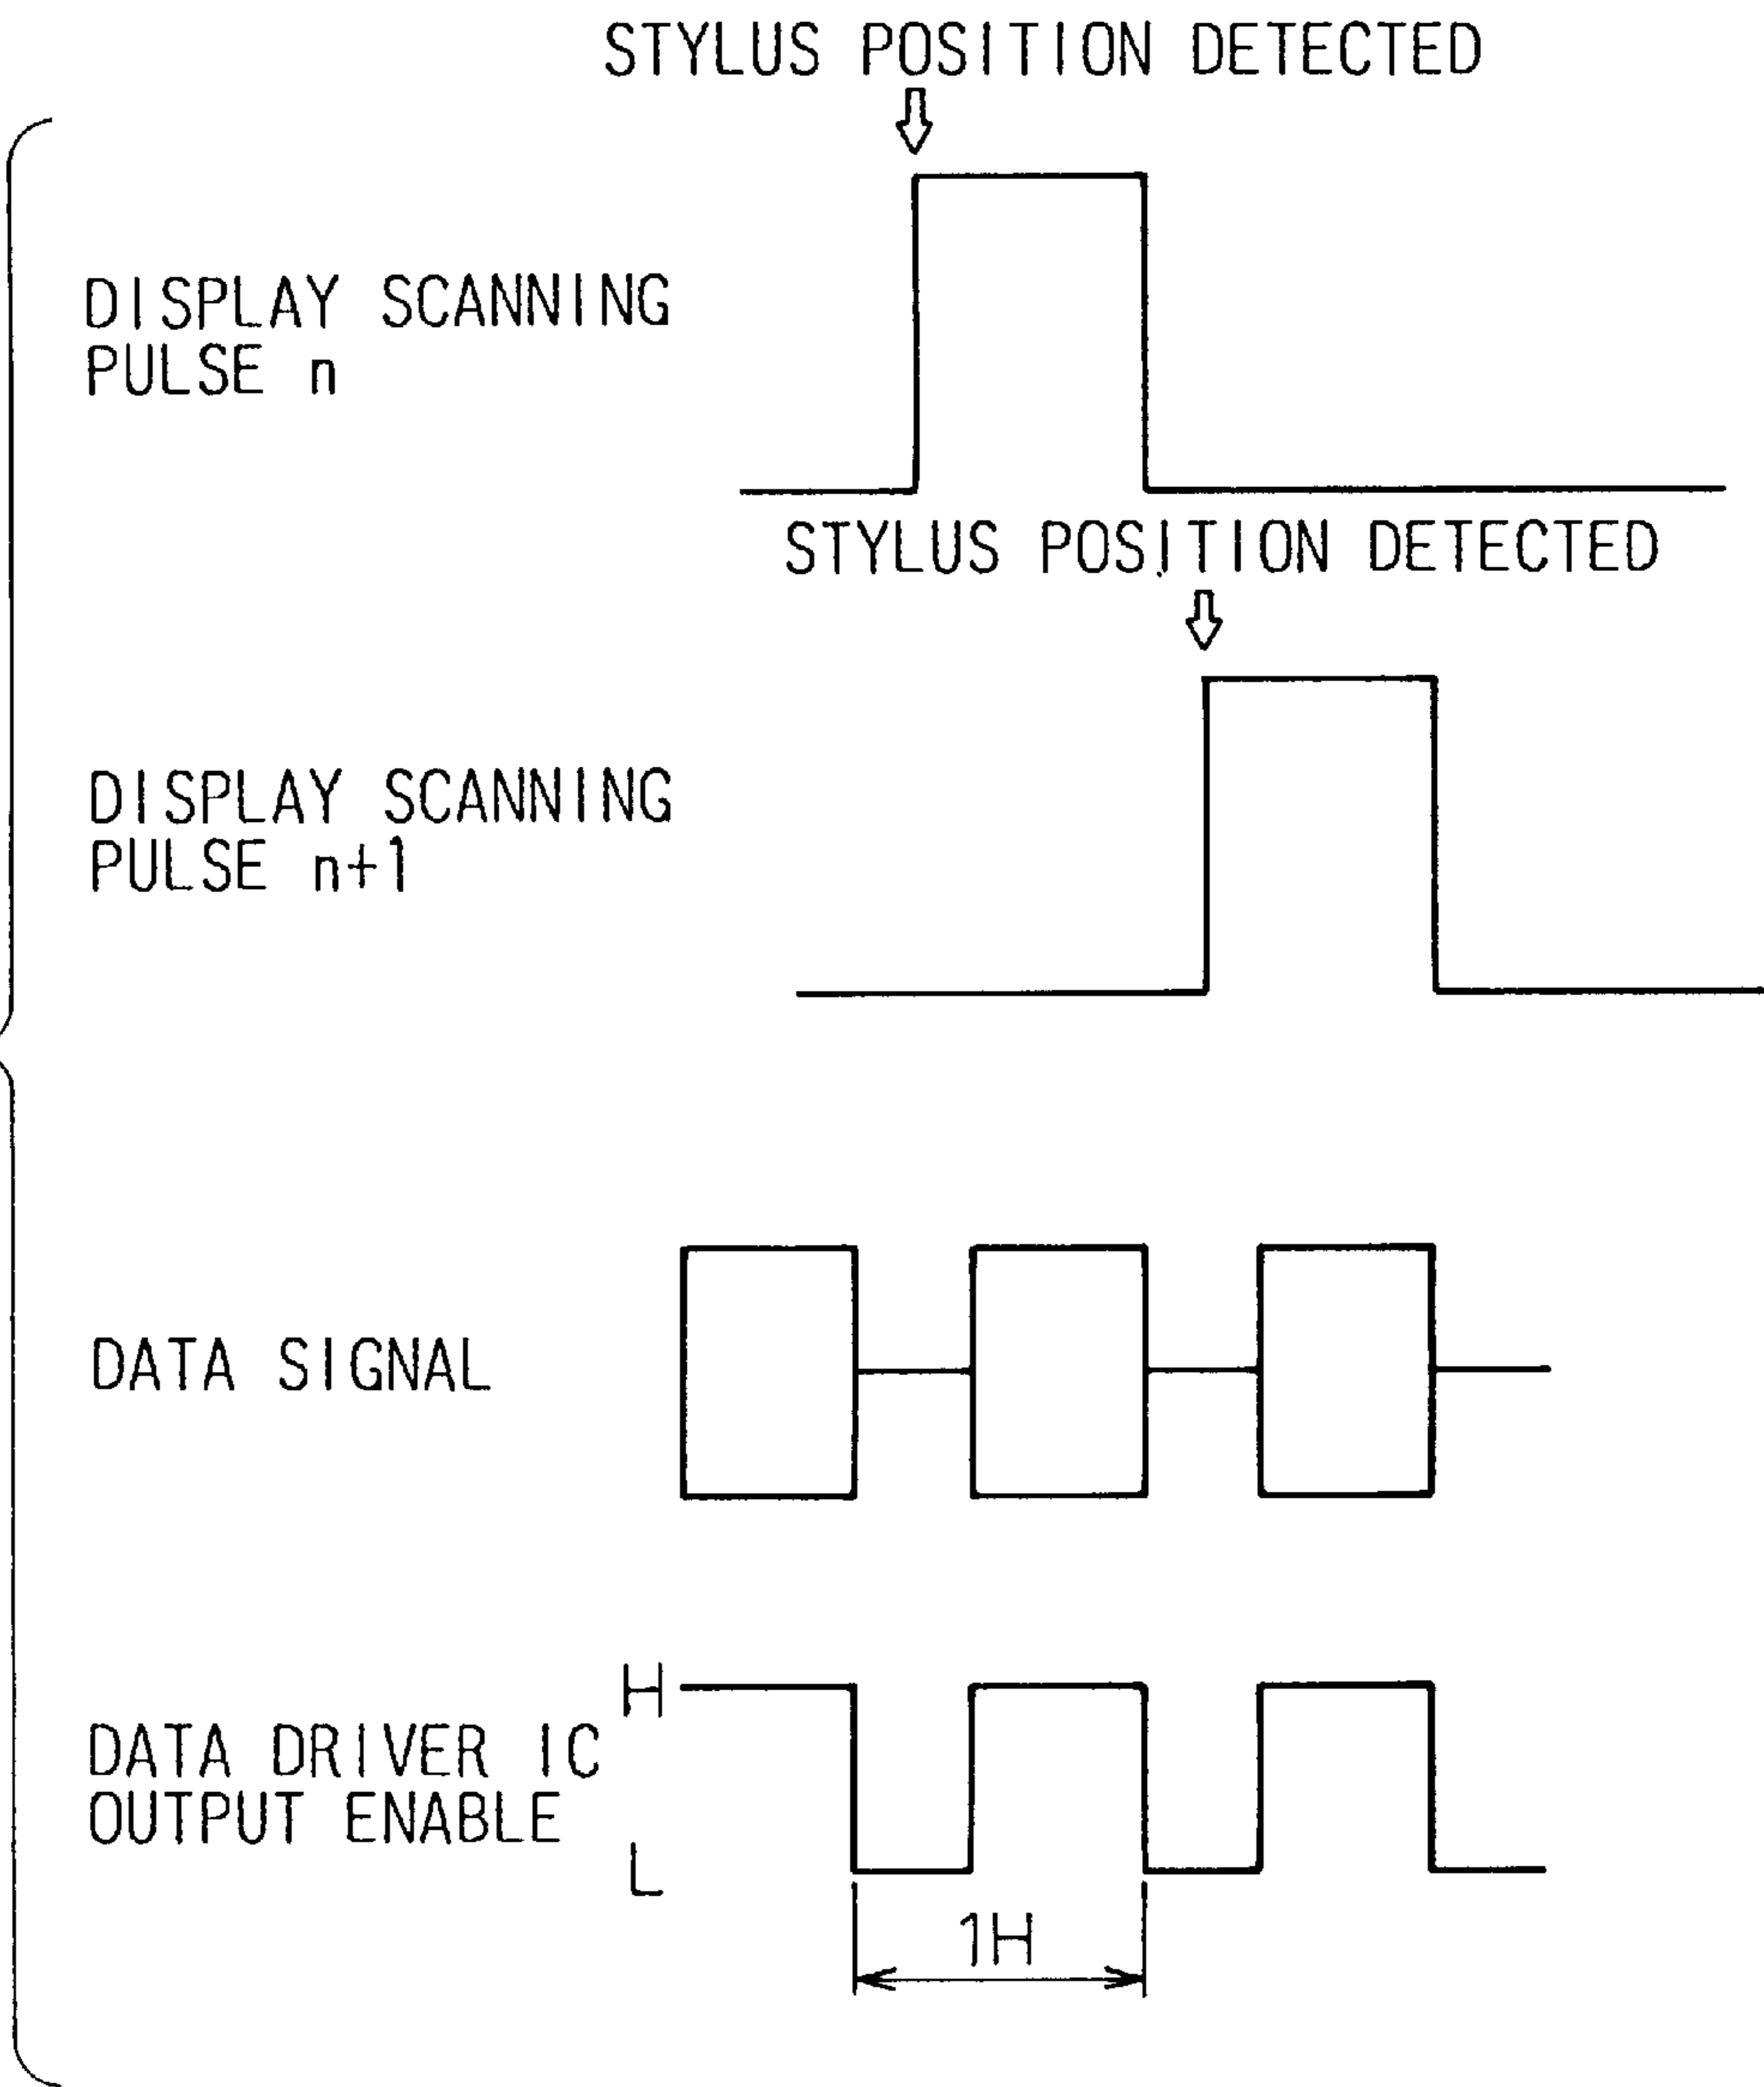 STYLUS POSITION DETECTED
DISPLAY SCANNING
PULSE n
STYLUS POSITION DETECTED
DISPLAY SCANNING
PULSE n+1
DATA SIGNAL
H
DATA DRIVER IC
OUTPUT ENABLE
L
1H